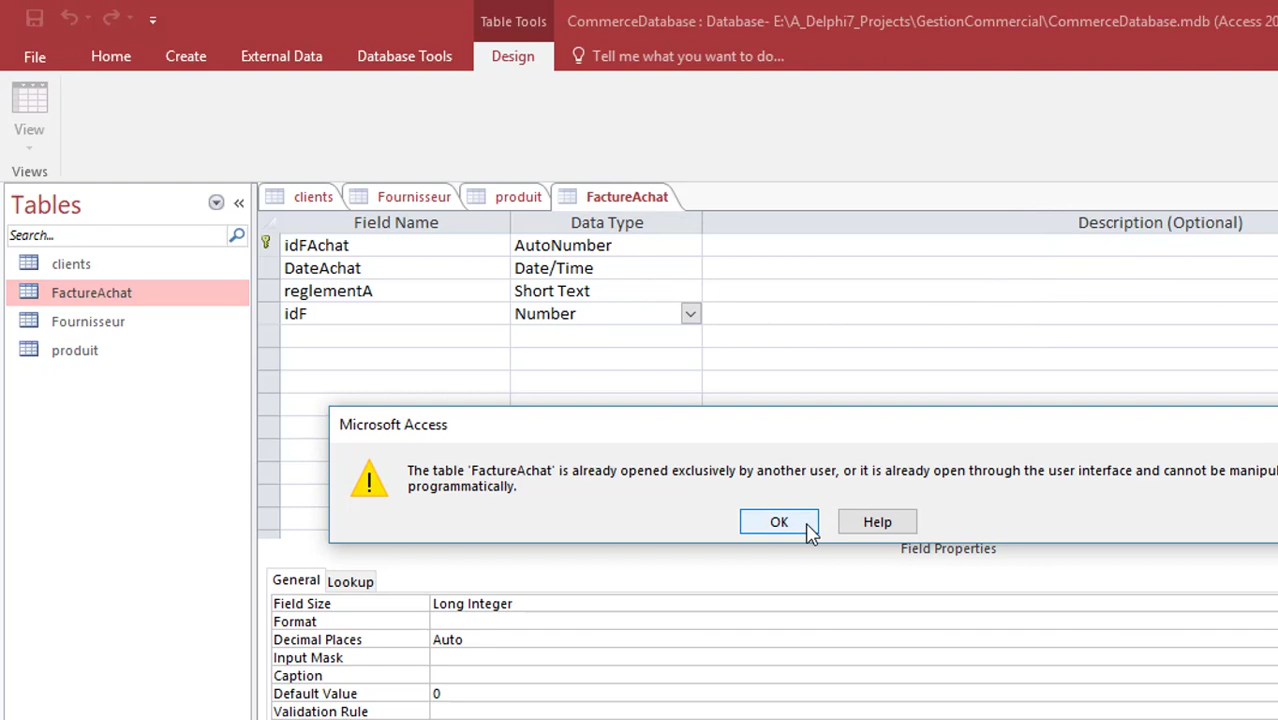 Table Tools
CommerceDatabase : Database- E:\A_Delphi7_Projects\GestionCommercial\CommerceDatabase.mdb (Access 20
File
Home
Create
External Data
Database Tools
Design
Tell me what you want to do...
View
Views
Tables
Search...
clients
FactureAchat
Fournisseur
produit
clients
Fournisseur
produit
FactureAchat
Field Name
Data Type
Description (Optional)
idFAchat
AutoNumber
DateAchat
Date/Time
reglementA
Short Text
idF
Number
Microsoft Access
The table 'FactureAchat' is already opened exclusively by another user, or it is already open through the user interface and cannot be manipul
programmatically.
OK
Help
Field Properties
General
Lookup
Field Size
Long Integer
Format
Decimal Places
Auto
Input Mask
Caption
Default Value
0
Validation Rule